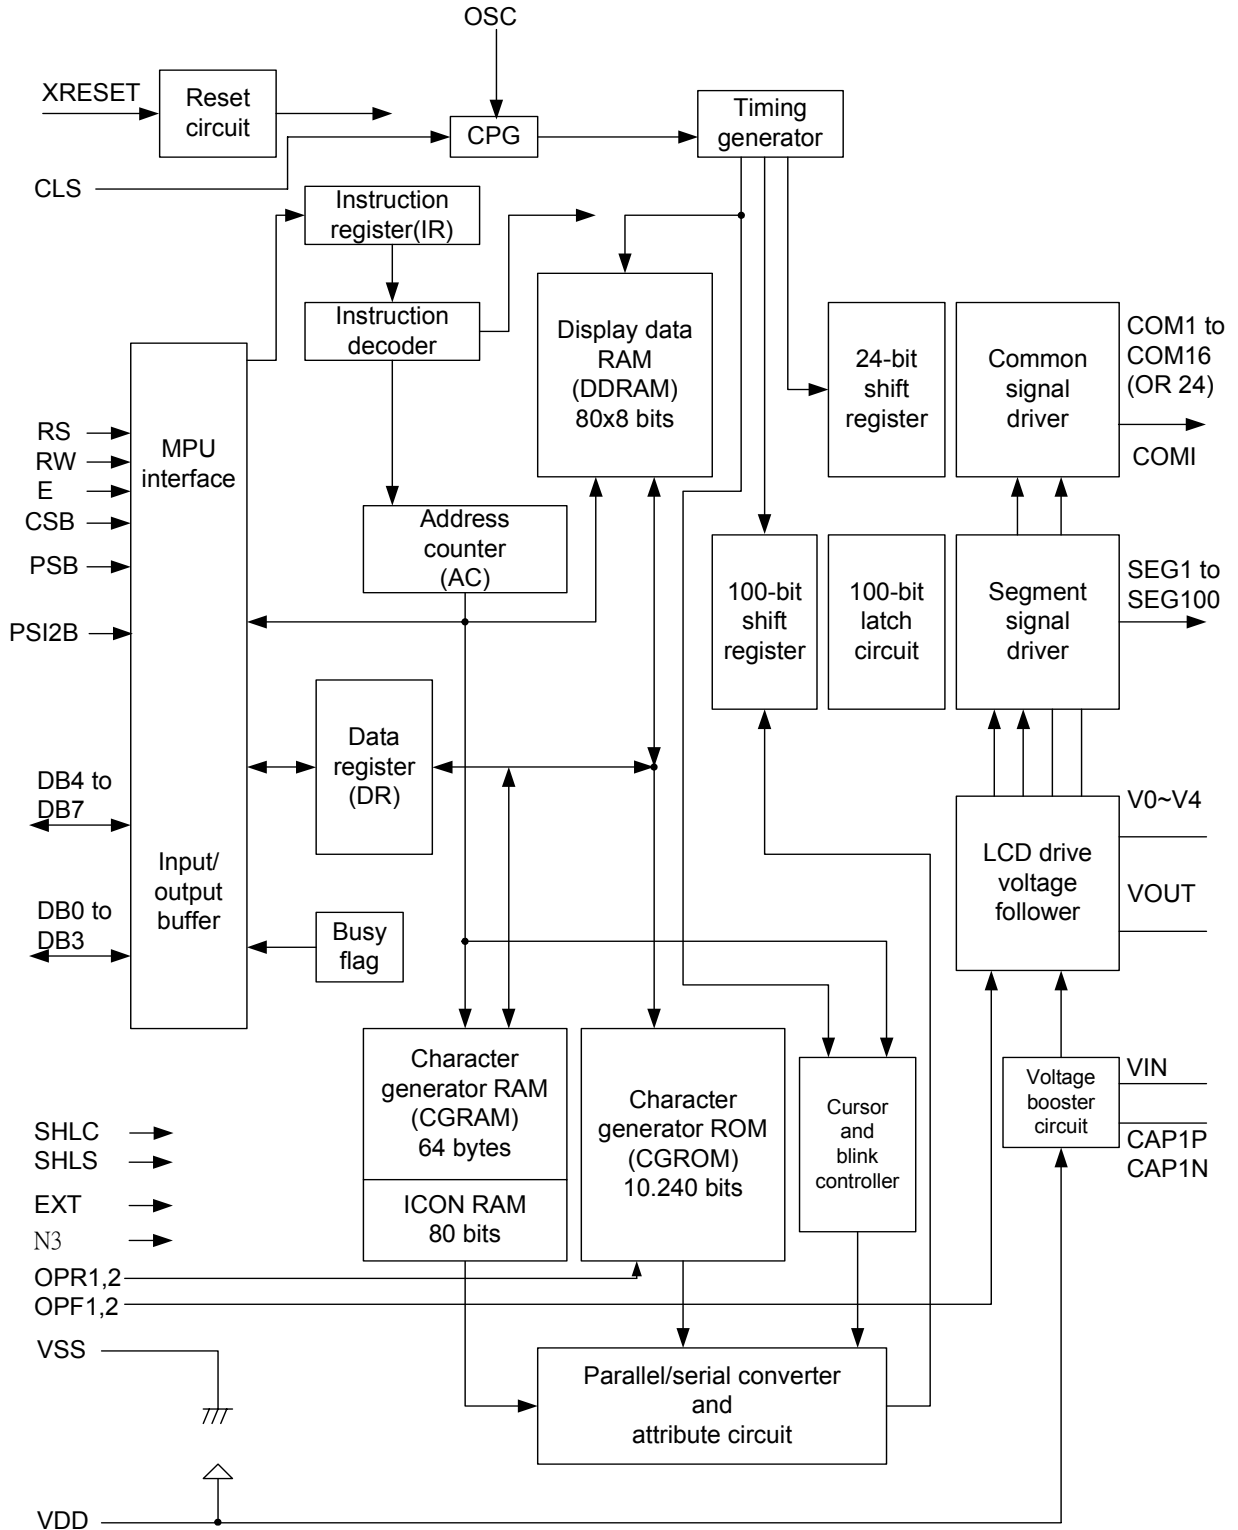 OSC
XRESET
Reset
circuit
CPG
Timing
generator
CLS
Instruction
register(IR)
Instruction
decoder
Display data
RAM
(DDRAM)
80x8 bits
24-bit
shift
register
Common
signal
driver
COM1 to
COM16
(OR 24)
COMI
MPU
interface
RS
RW
E
CSB
PSB
PSI2B
Address
counter
(AC)
100-bit
shift
register
100-bit
latch
circuit
Segment
signal
driver
SEG1 to
SEG100
Data
register
(DR)
DB4 to
DB7
Input/
output
buffer
DB0 to
DB3
Busy
flag
LCD drive
voltage
follower
V0~V4
VOUT
Character
generator RAM
(CGRAM)
64 bytes
ICON RAM
80 bits
Character
generator ROM
(CGROM)
10.240 bits
Cursor
and
blink
controller
Voltage
booster
circuit
VIN
CAP1P
CAP1N
SHLC
SHLS
EXT
N3
OPR1,2
OPF1,2
VSS
Parallel/serial converter
and
attribute circuit
VDD